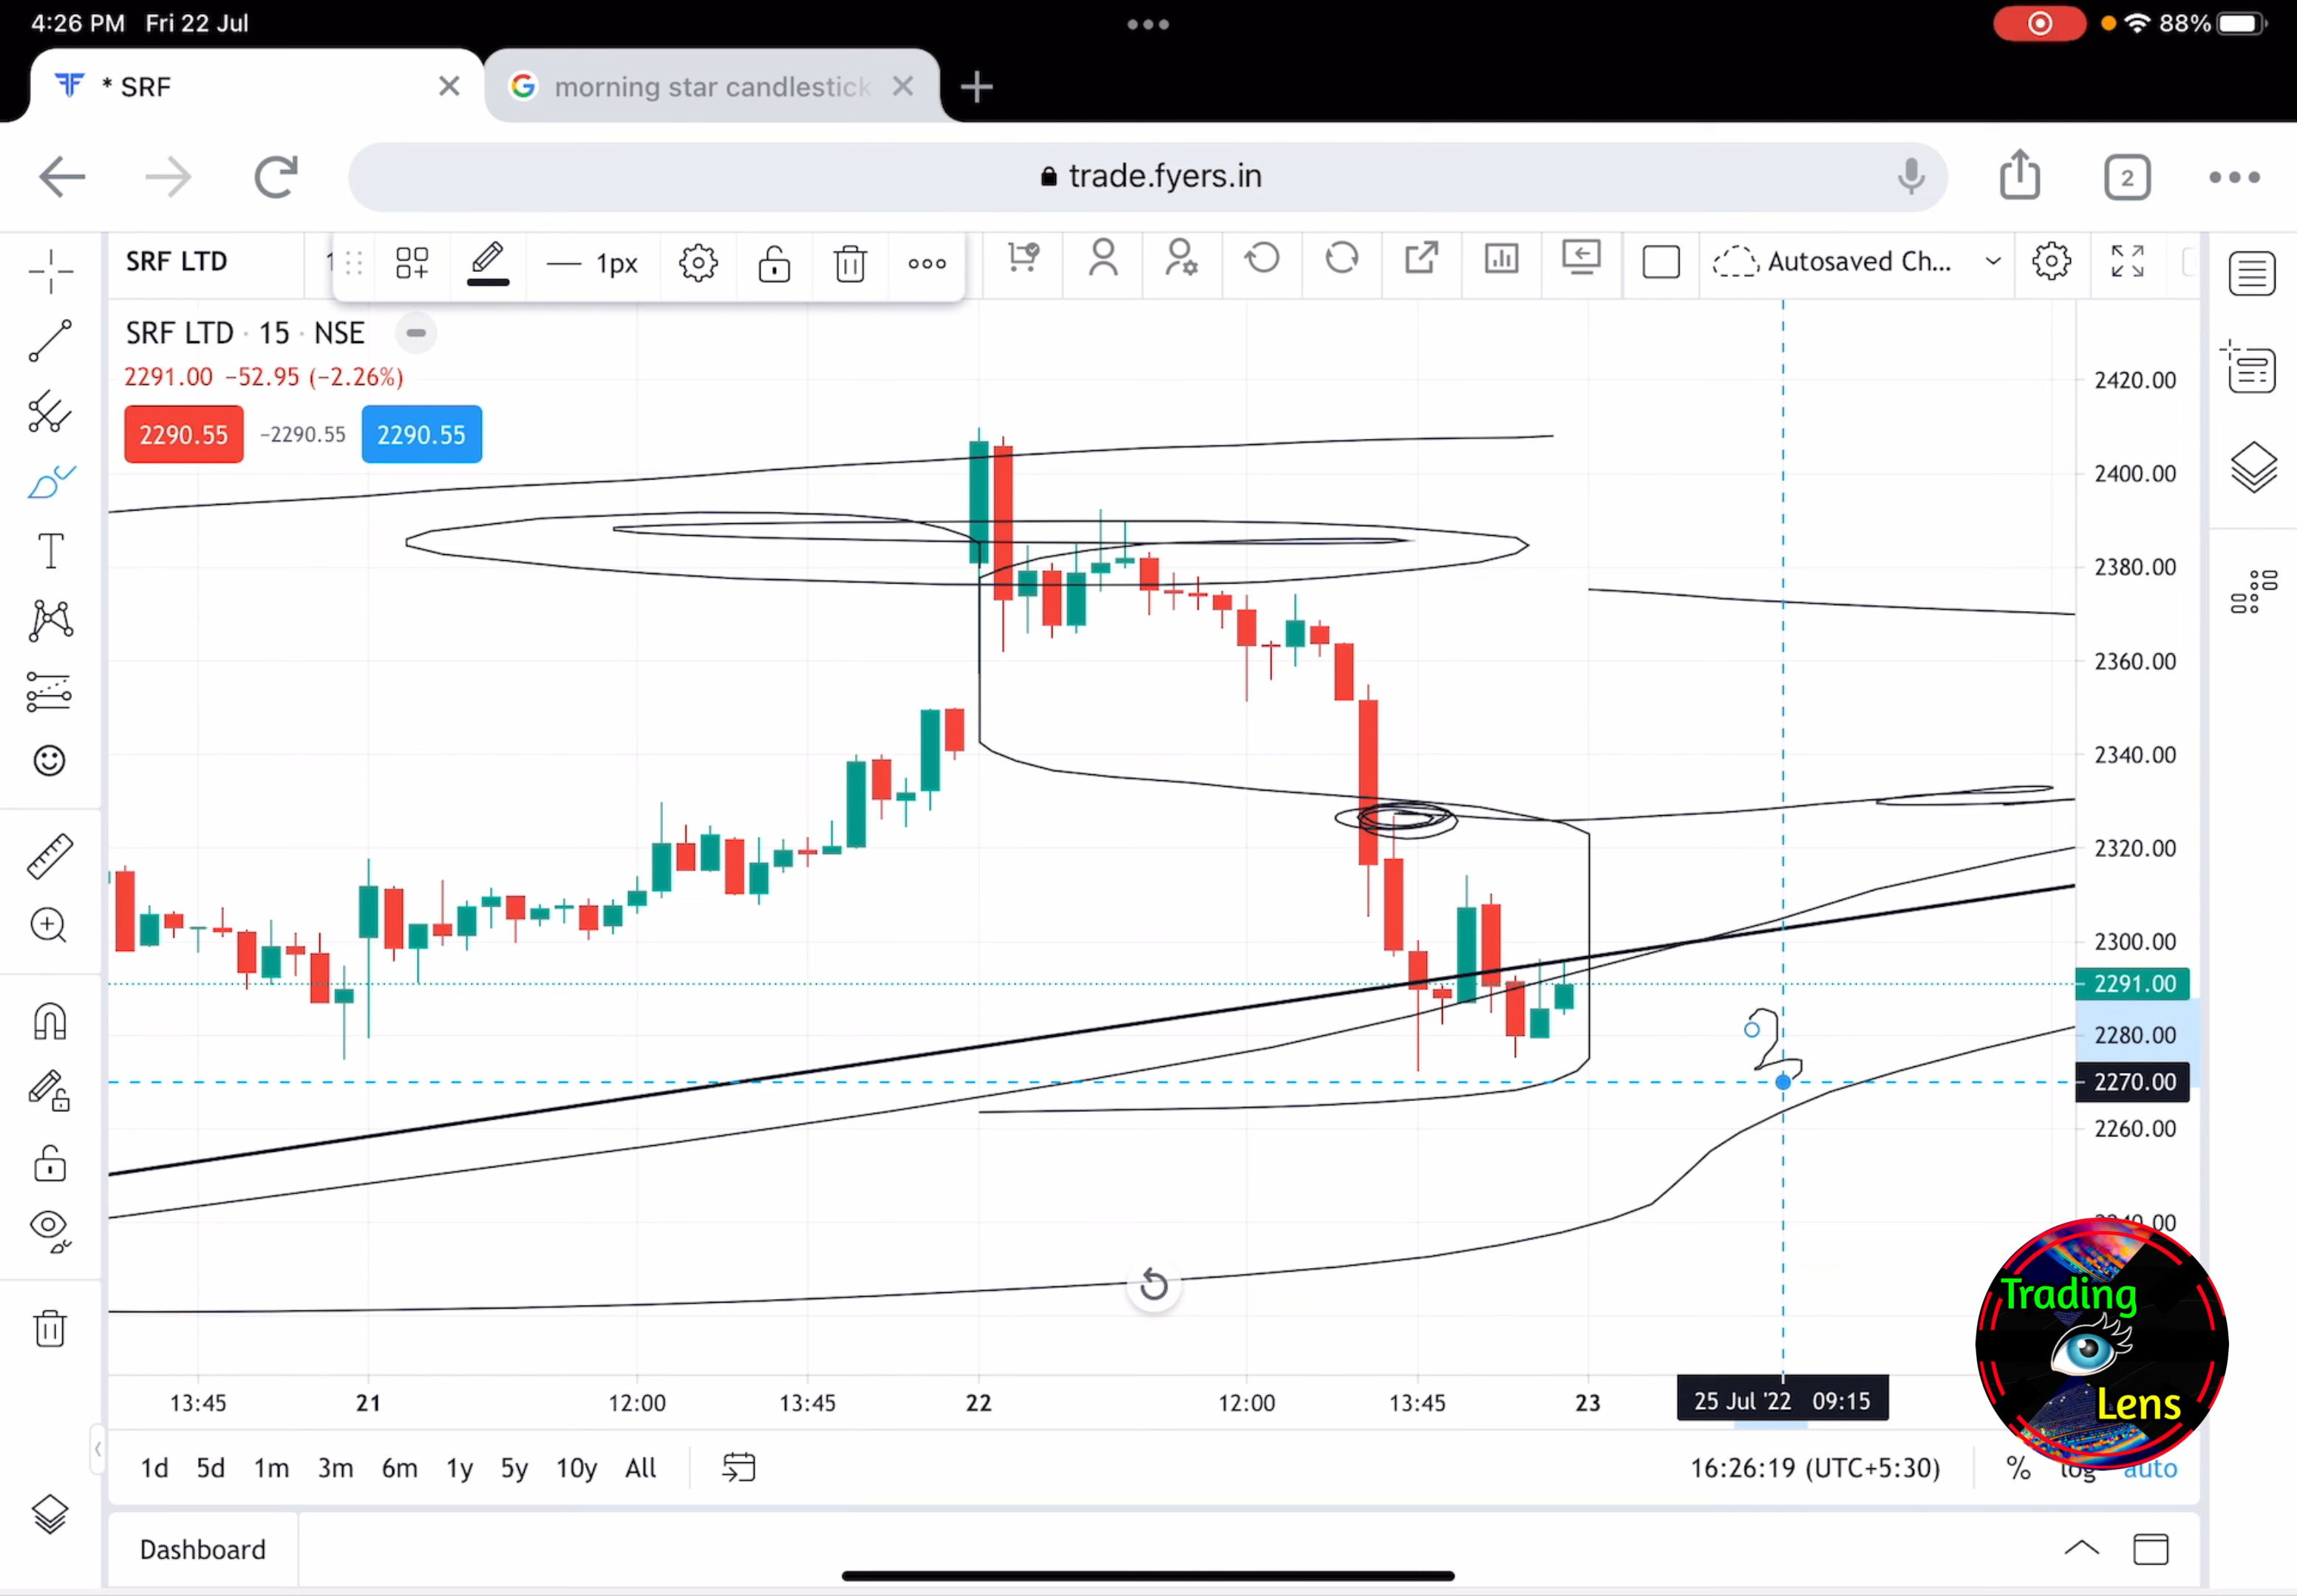 4:26 PM Fri 22 Jul 88%
* SRF
morning star candlestick
trade.fyers.in
2
SRF LTD
1px
Autosaved Ch...
SRF LTD · 15 · NSE
2291.00 −52.95 (−2.26%)
2290.55 −2290.55 2290.55
2420.00
2400.00
2380.00
2360.00
2340.00
2320.00
2300.00
2291.00
2280.00
2270.00
2260.00
2
Trading
Lens
13:45 21 12:00 13:45 22 12:00 13:45 23 25 Jul '22 09:15
1d 5d 1m 3m 6m 1y 5y 10y All
16:26:19 (UTC+5:30) % log auto
Dashboard